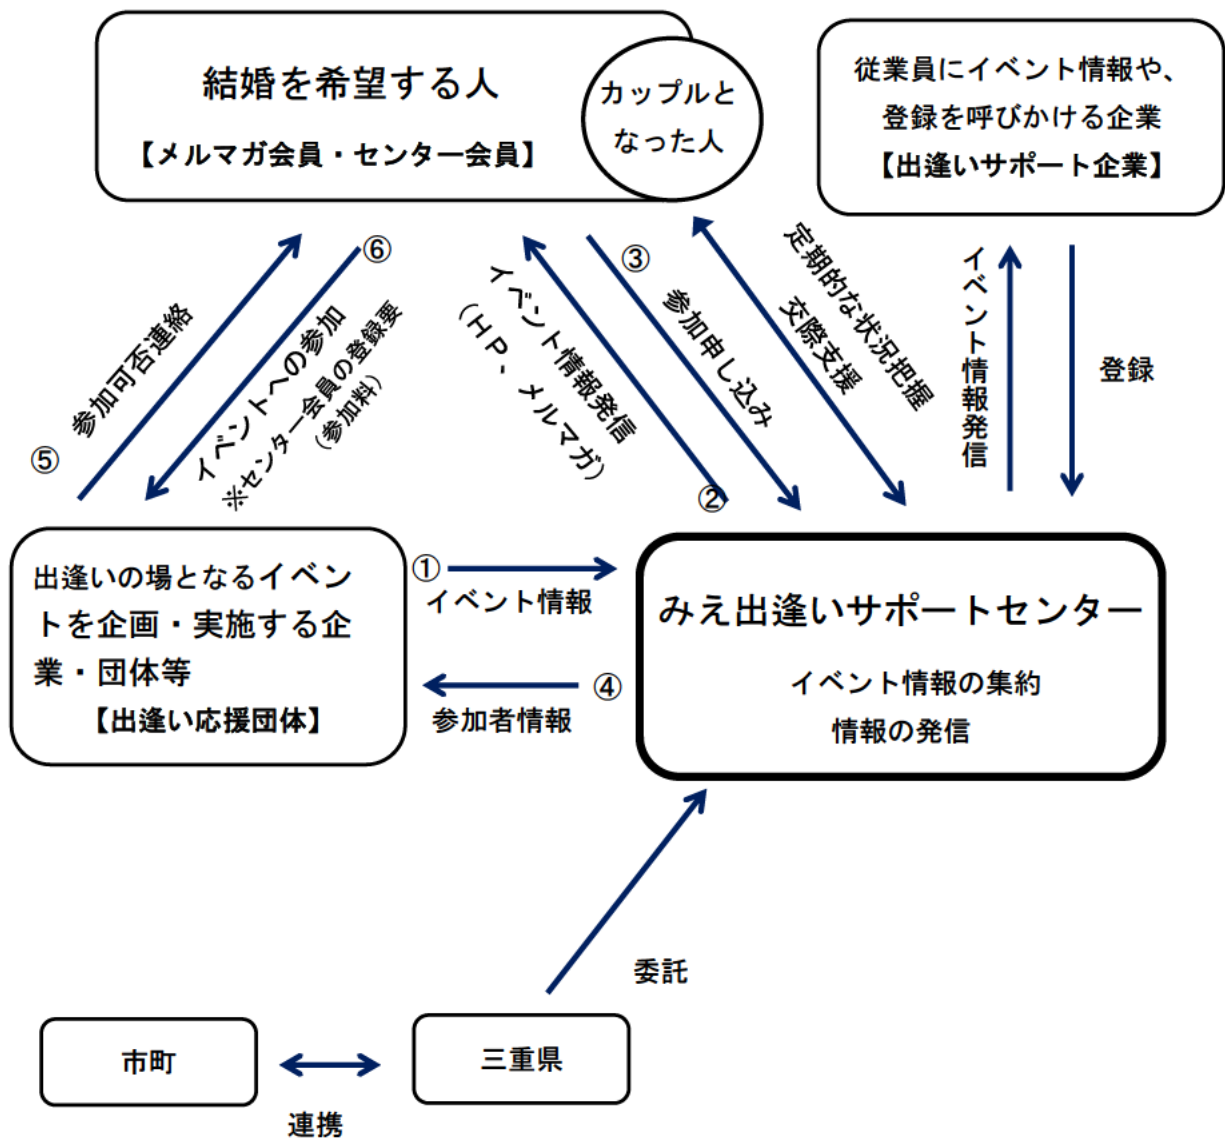 結婚を希望する人
【メルマガ会員・センター会員】
カップルと
なった人
従業員にイベント情報や、
登録を呼びかける企業
【出逢いサポート企業】
⑤
参加可否連絡
⑥
イベントへの参加
※センター会員の登録要
(参加料)
イベント情報発信
(HP、メルマガ)
②
③
参加申し込み
定期的な状況把握
交際支援
イベント情報発信
登録
出逢いの場となるイベン
トを企画・実施する企
業・団体等
【出逢い応援団体】
①
イベント情報
④
参加者情報
みえ出逢いサポートセンター
イベント情報の集約
情報の発信
委託
市町
三重県
連携